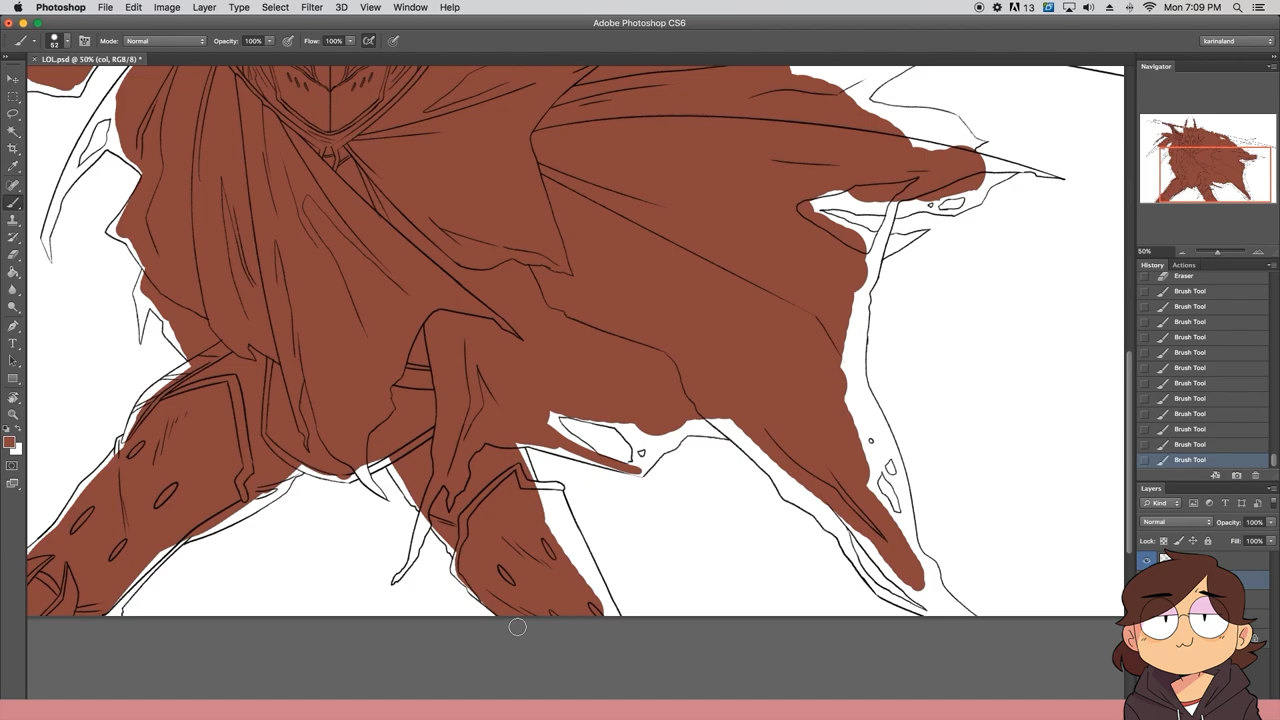 Photoshop File Edit Image Layer Type Select Filter 3D View Window Help
13
Mon 7:09 PM
Adobe Photoshop CS6
52
Mode: Normal
Opacity: 100%
Flow: 100%
karinaland
× LOL.psd @ 50% (col, RGB/8) *
Navigator
50%
History Actions
Eraser
Brush Tool
Brush Tool
Brush Tool
Brush Tool
Brush Tool
Brush Tool
Brush Tool
Brush Tool
Brush Tool
Brush Tool
Brush Tool
Brush Tool
Layers
Kind
Normal
Opacity: 100%
Lock:
Fill: 100%